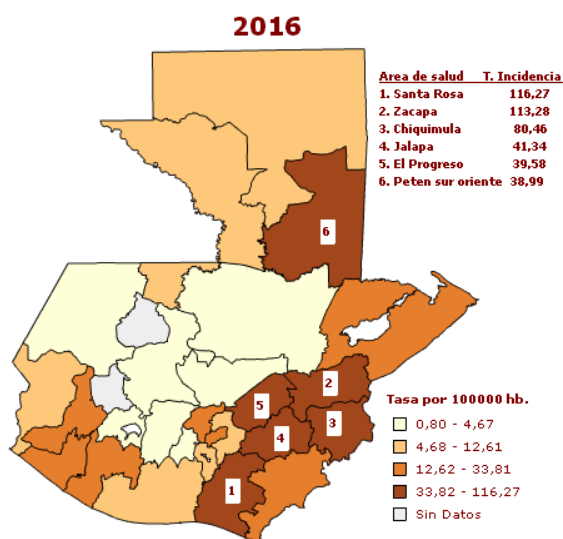 2016
Area de salud T. Incidencia
1. Santa Rosa 116,27
2. Zacapa 113,28
3. Chiquimula 80,46
4. Jalapa 41,34
5. El Progreso 39,58
6. Peten sur oriente 38,99
6
2
5
3
4
1
Tasa por 100000 hb.
0,80 - 4,67
4,68 - 12,61
12,62 - 33,81
33,82 - 116,27
Sin Datos